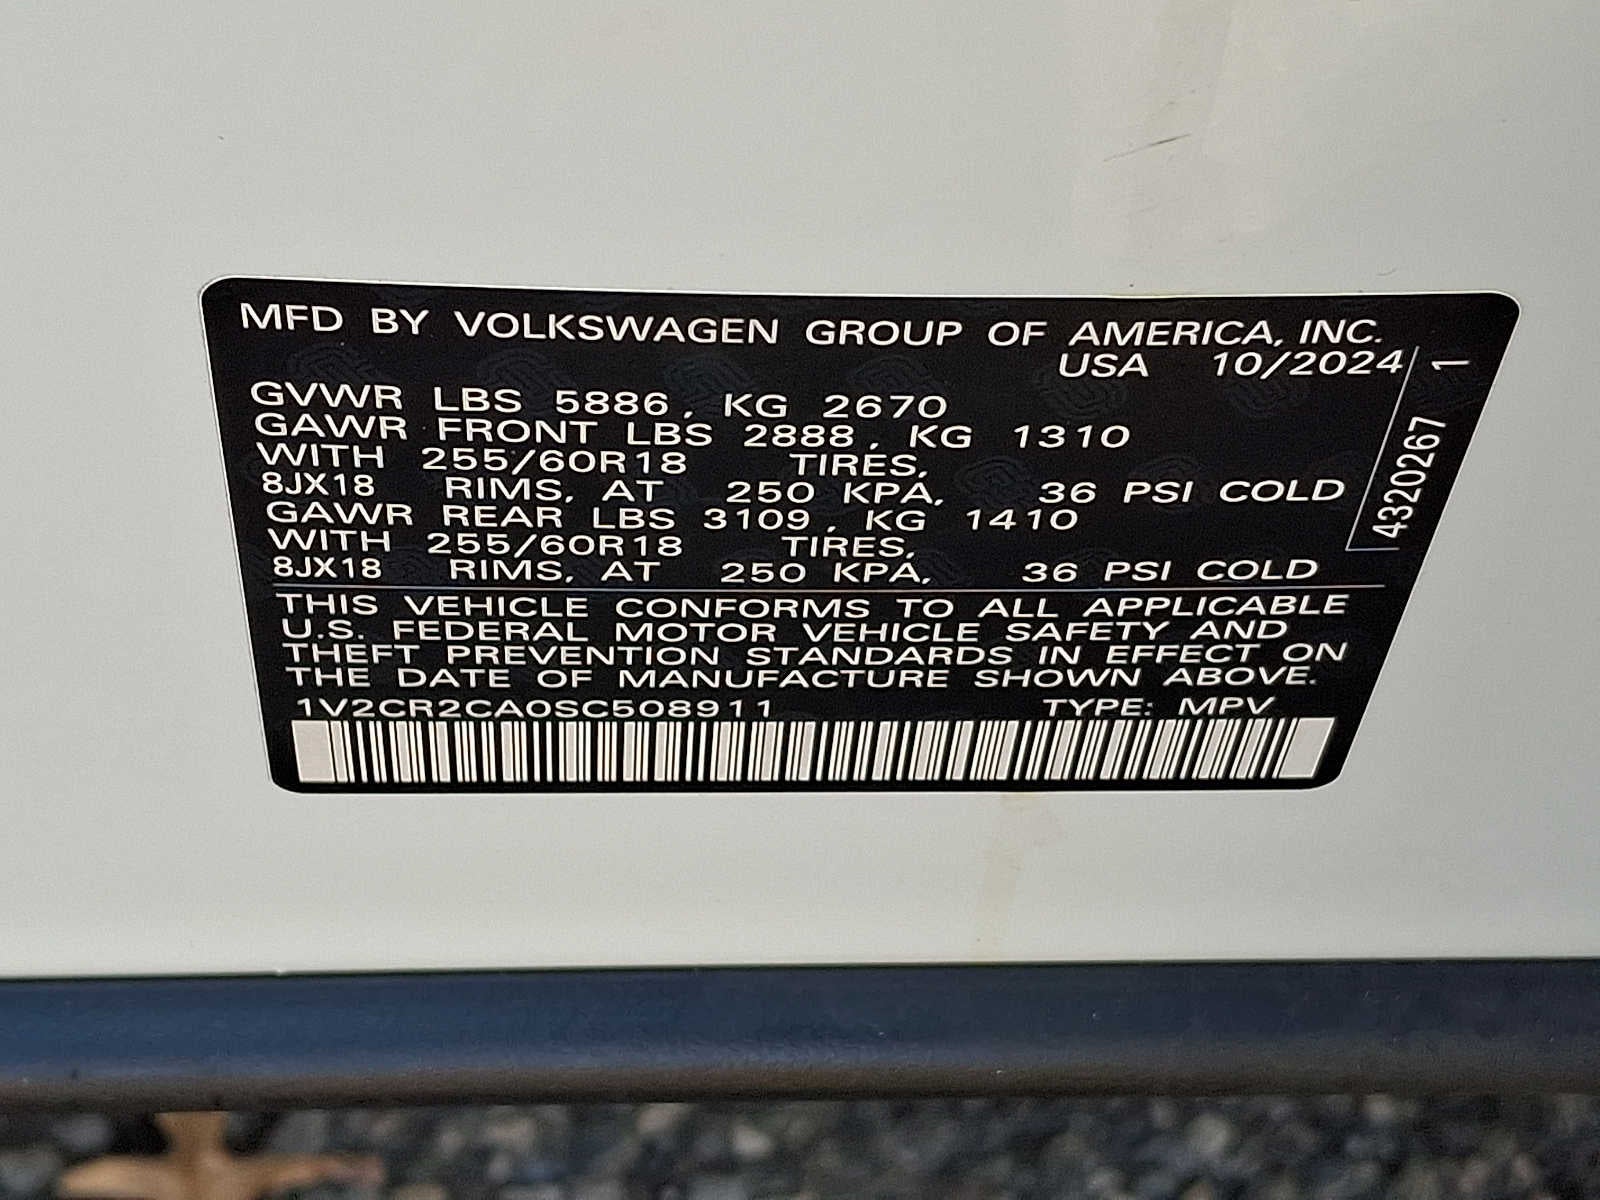 MFD BY VOLKSWAGEN GROUP OF AMERICA, INC.
USA 10/2024
GVWR LBS 5886, KG 2670
GAWR FRONT LBS 2888, KG 1310
WITH 255/60R18 TIRES,
8JX18 RIMS, AT 250 KPA, 36 PSI COLD
GAWR REAR LBS 3109, KG 1410
WITH 255/60R18 TIRES,
8JX18 RIMS, AT 250 KPA, 36 PSI COLD
THIS VEHICLE CONFORMS TO ALL APPLICABLE
U.S. FEDERAL MOTOR VEHICLE SAFETY AND
THEFT PREVENTION STANDARDS IN EFFECT ON
THE DATE OF MANUFACTURE SHOWN ABOVE.
1V2CR2CA0SC508911 TYPE: MPV
4320267 1